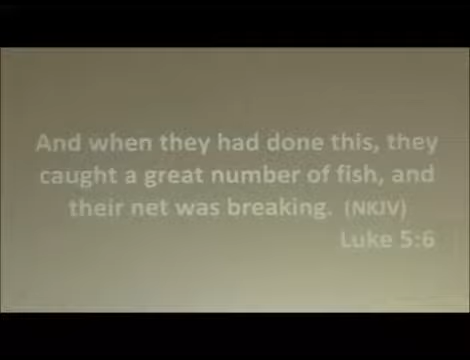 And when they had done this, they
caught a great number of fish, and
their net was breaking. (NKJV)
Luke 5:6